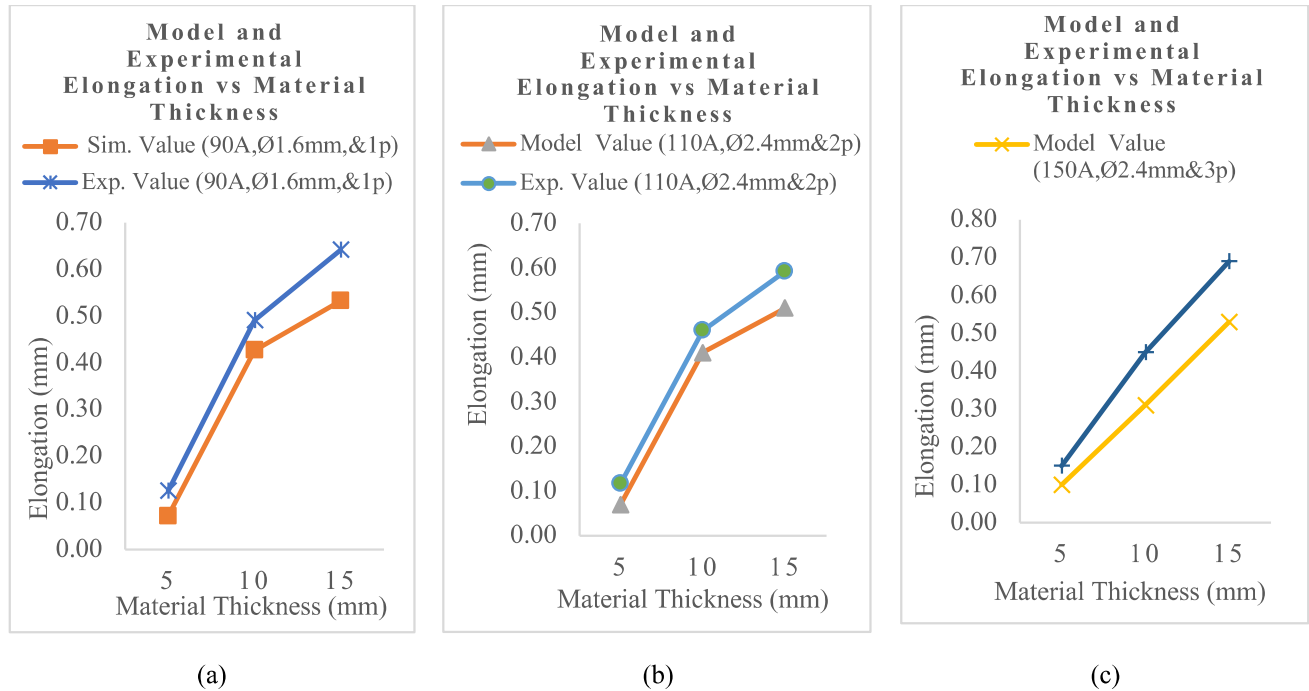 Model and
Experimental
Elongation vs Material
Thickness
Sim. Value (90A,Ø1.6mm,&1p)
Exp. Value (90A,Ø1.6mm,&1p)
0.70
0.60
0.50
0.40
0.30
0.20
0.10
0.00
Elongation (mm)
5 10 15
Material Thickness (mm)
(a)
Model and
Experimental
Elongation vs Material
Thickness
Model Value (110A,Ø2.4mm&2p)
Exp. Value (110A,Ø2.4mm&2p)
0.70
0.60
0.50
0.40
0.30
0.20
0.10
0.00
Elongation (mm)
5 10 15
Material Thickness (mm)
(b)
Model and
Experimental
Elongation vs Material
Thickness
Model Value
(150A,Ø2.4mm&3p)
0.80
0.70
0.60
0.50
0.40
0.30
0.20
0.10
0.00
Elongation (mm)
5 10 15
Material Thickness (mm)
(c)